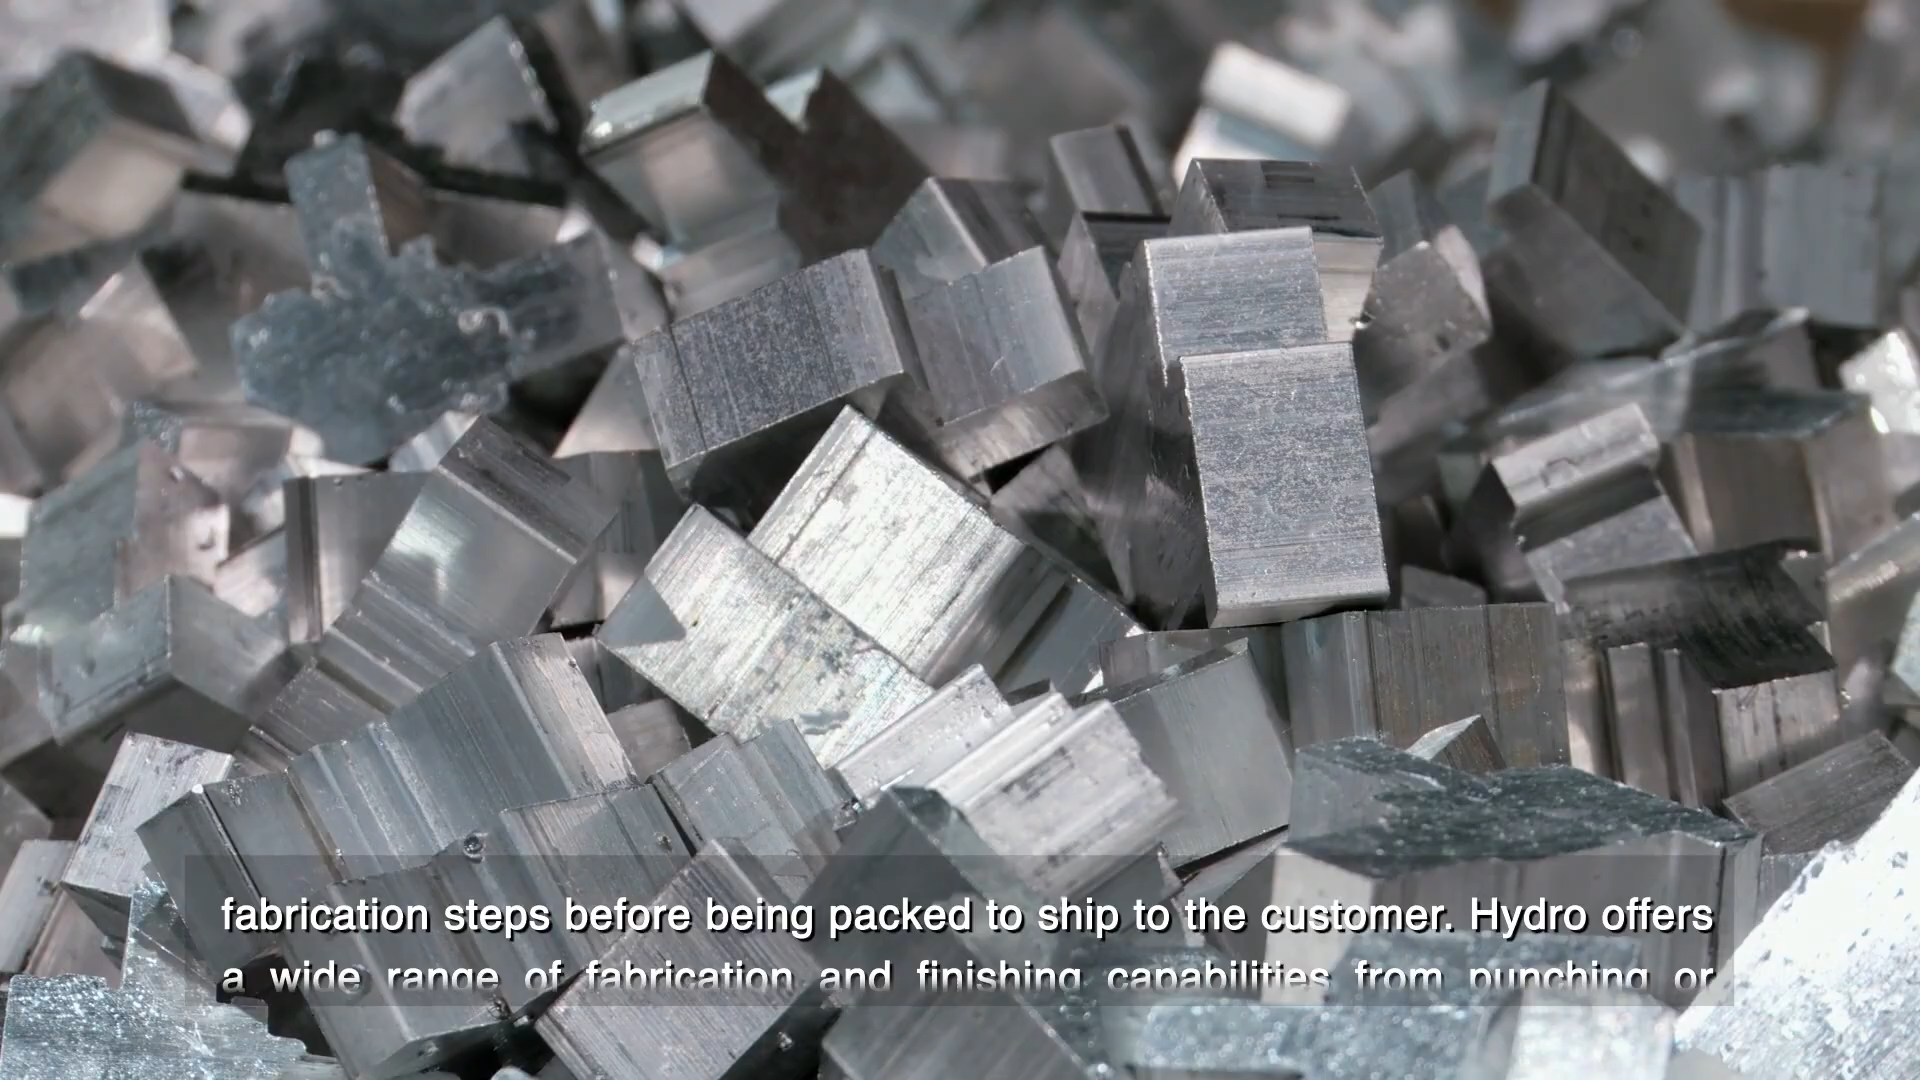 fabrication steps before being packed to ship to the customer. Hydro offers
a wide range of fabrication and finishing capabilities from punching or